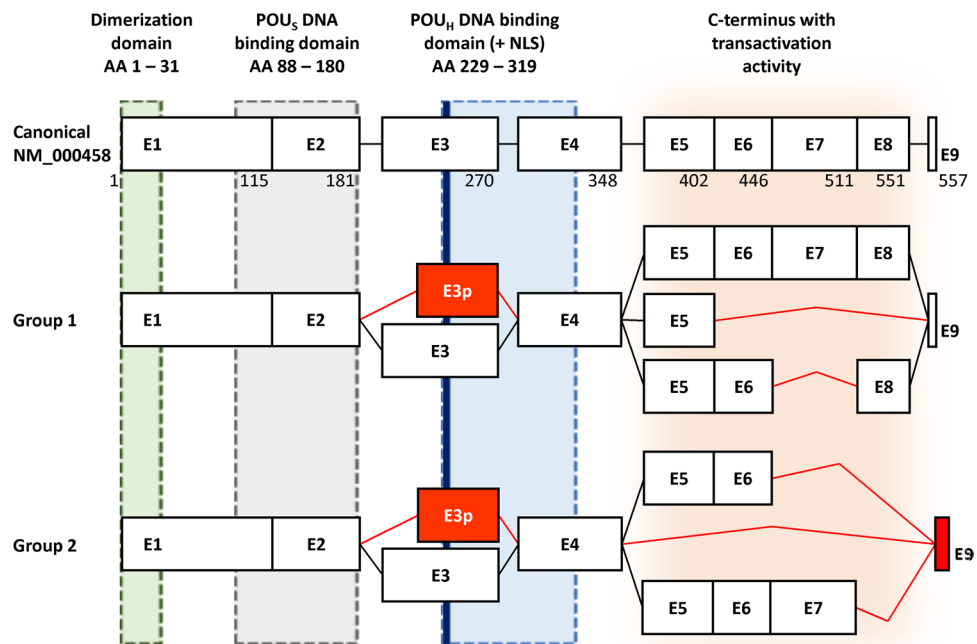 Dimerization
domain
AA 1 – 31
POUS DNA
binding domain
AA 88 – 180
POUH DNA binding
domain (+ NLS)
AA 229 – 319
C-terminus with
transactivation
activity
Canonical
NM_000458
E1
E2
E3
E4
E5
E6
E7
E8
E9
1
115
181
270
348
402
446
511
551
557
Group 1
E1
E2
E3p
E3
E4
E5
E6
E7
E8
E5
E5
E6
E8
E9
Group 2
E1
E2
E3p
E3
E4
E5
E6
E5
E6
E7
E9